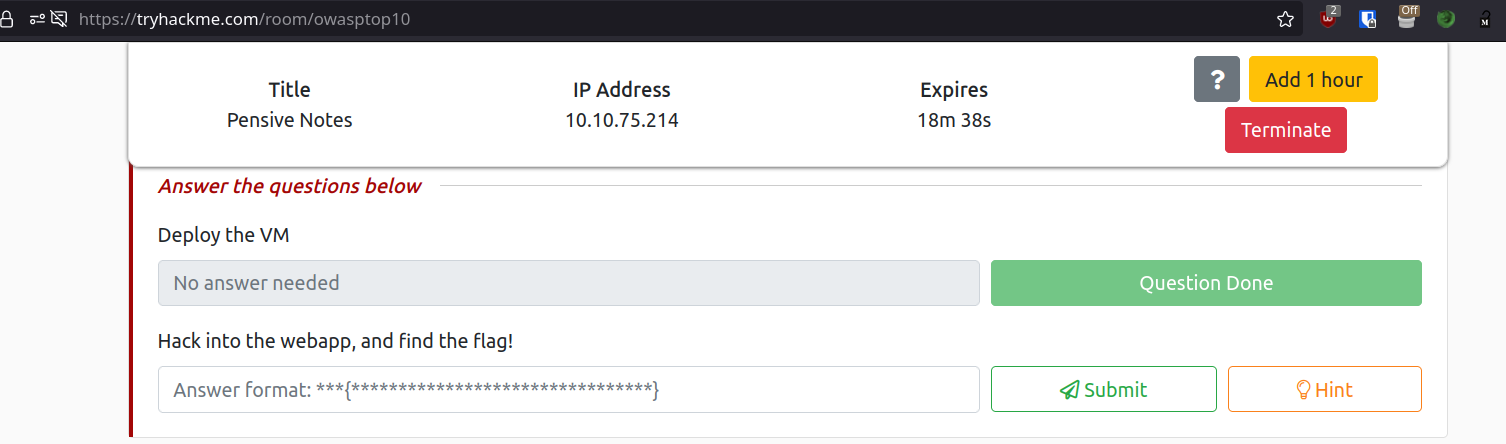 https://tryhackme.com/room/owasptop10
2
Off
M
Title
IP Address
Expires
? Add 1 hour
Pensive Notes
10.10.75.214
18m 38s
Terminate
Answer the questions below
Deploy the VM
No answer needed
Question Done
Hack into the webapp, and find the flag!
Answer format: ***{********************************}
Submit
Hint